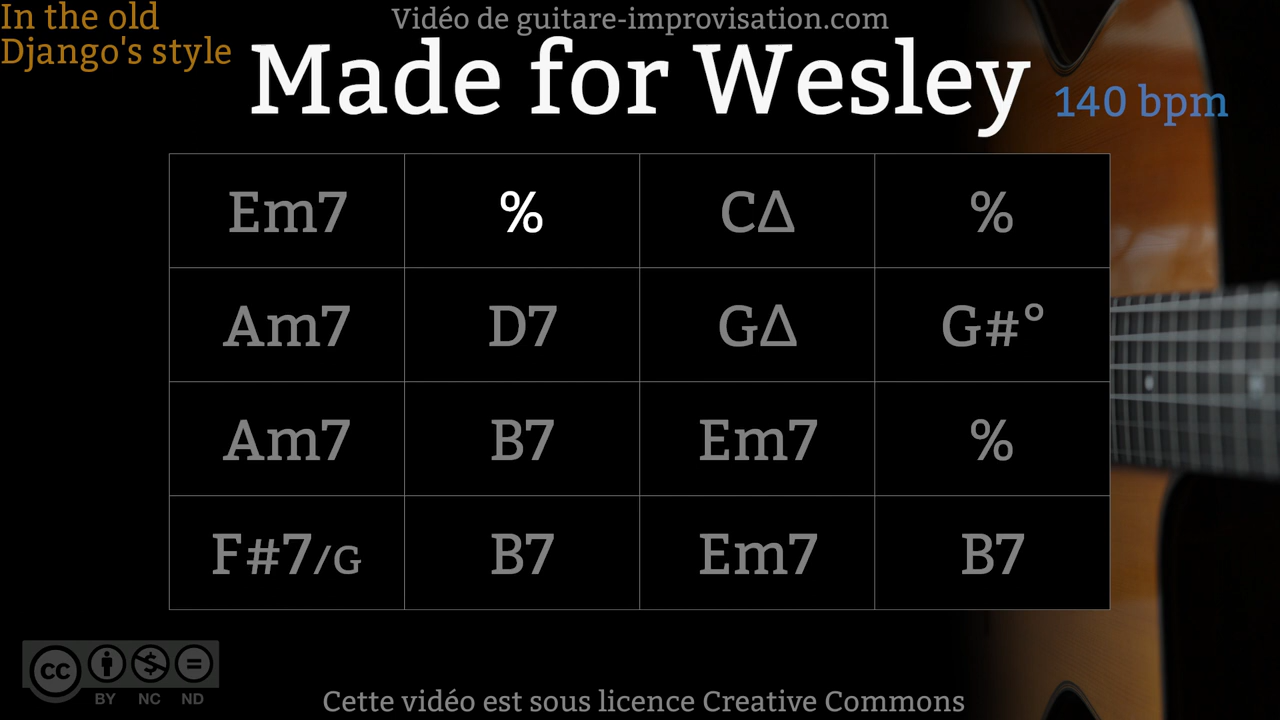 In the old
Django's style
Vidéo de guitare-improvisation.com
Made for Wesley
140 bpm
Em7 % CΔ %
Am7 D7 GΔ G#°
Am7 B7 Em7 %
F#7/G B7 Em7 B7
cc
BY NC ND
Cette vidéo est sous licence Creative Commons